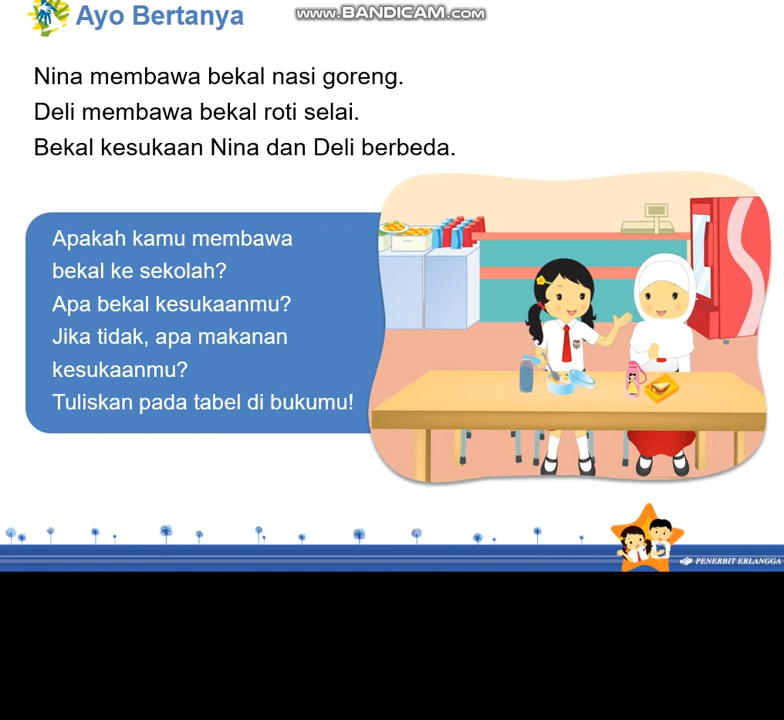 Ayo Bertanya
www.BANDICAM.com
Nina membawa bekal nasi goreng.
Deli membawa bekal roti selai.
Bekal kesukaan Nina dan Deli berbeda.
Apakah kamu membawa
bekal ke sekolah?
Apa bekal kesukaanmu?
Jika tidak, apa makanan
kesukaanmu?
Tuliskan pada tabel di bukumu!
PENERBIT ERLANGGA